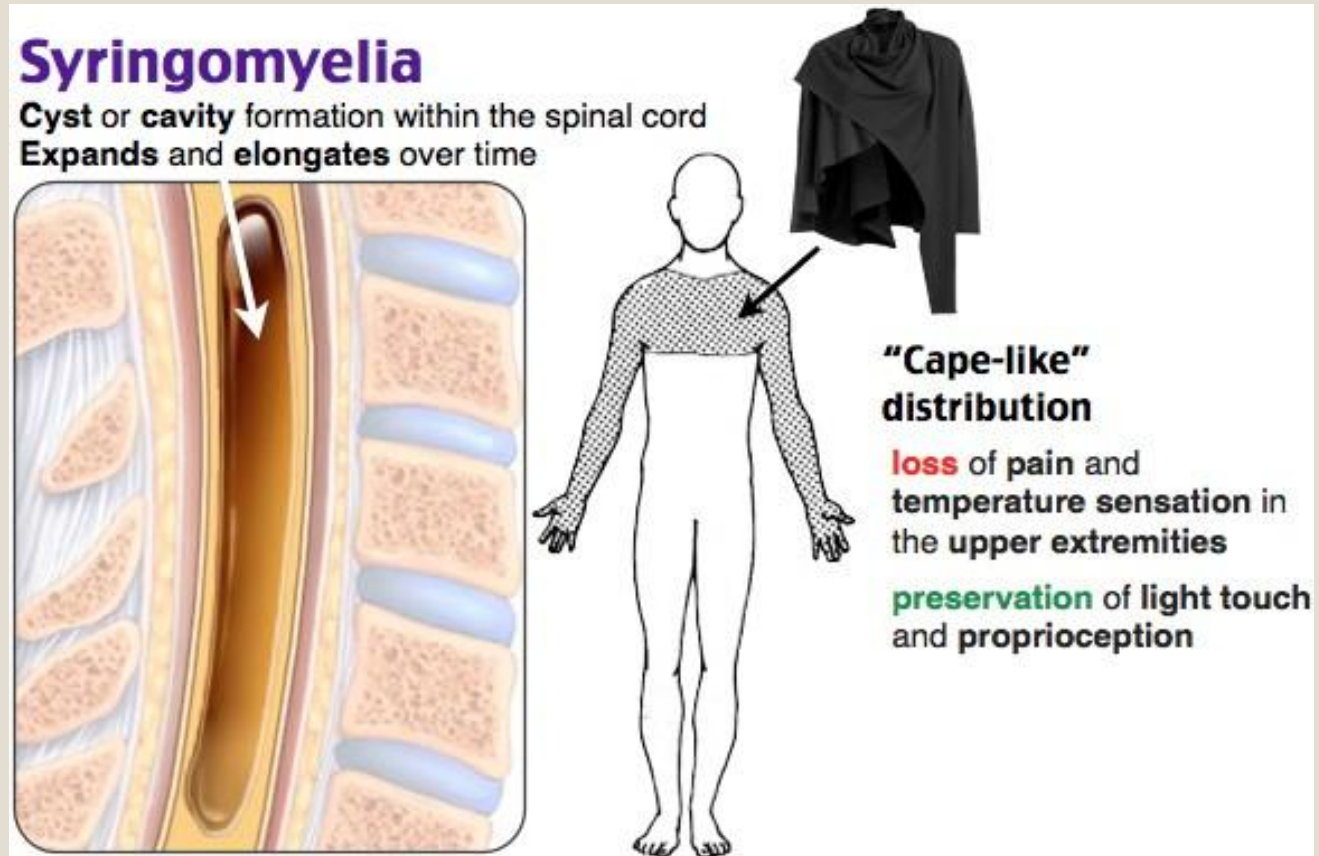 Syringomyelia
Cyst or cavity formation within the spinal cord
Expands and elongates over time
“Cape-like”
distribution
loss of pain and
temperature sensation in
the upper extremities
preservation of light touch
and proprioception